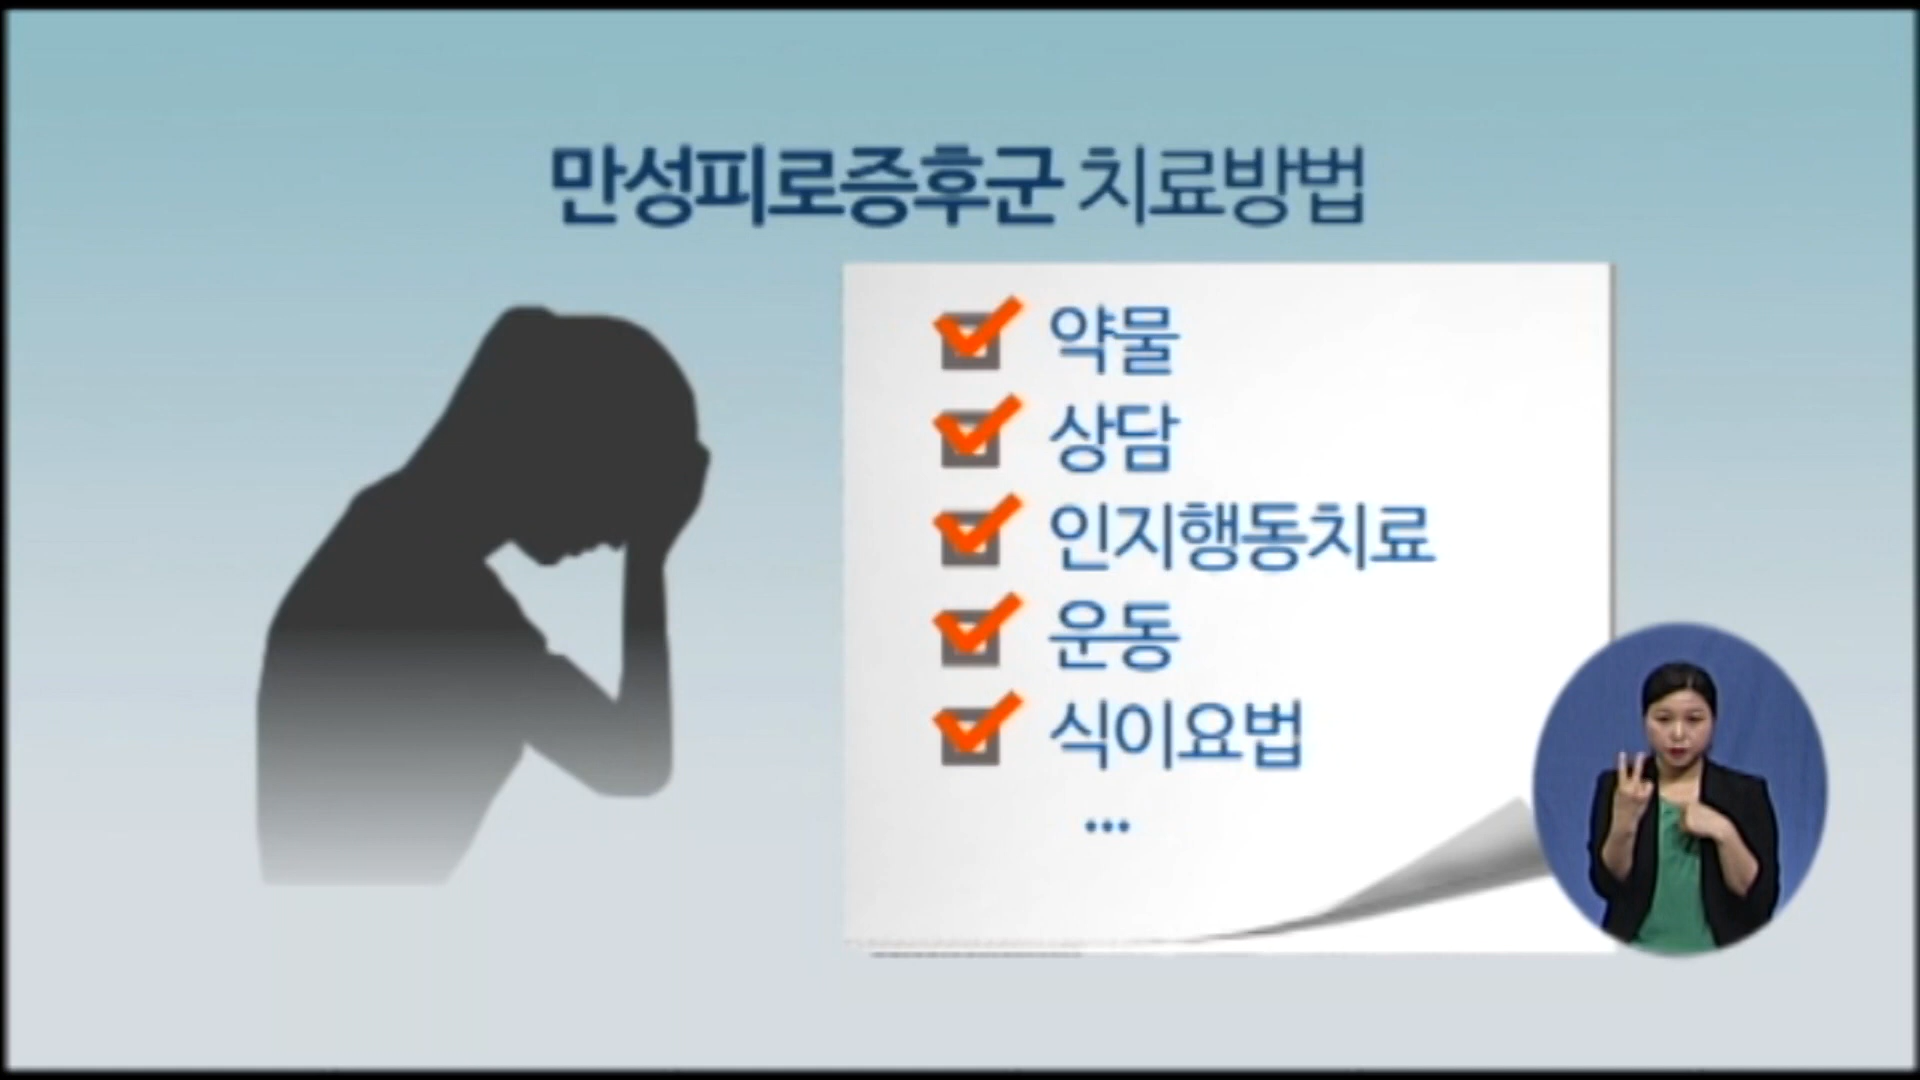 만성피로증후군 치료방법
약물
상담
인지행동치료
운동
식이요법
...